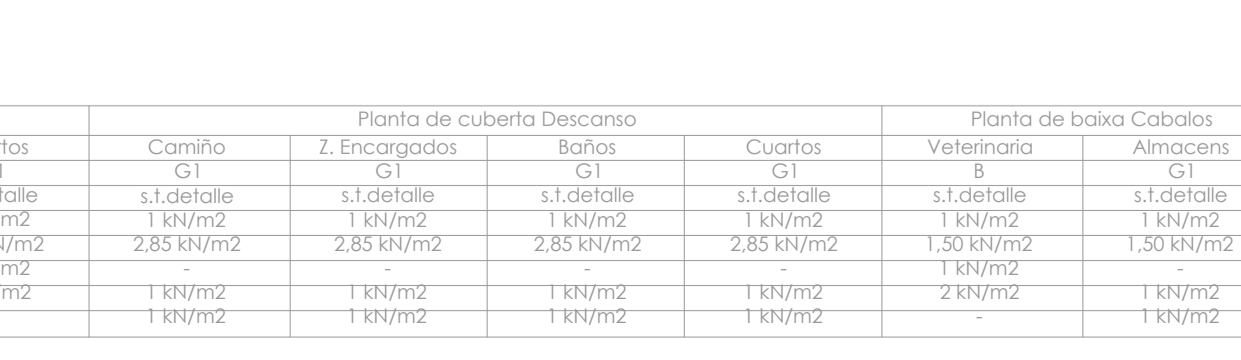 Planta de cuberta Descanso Planta de baixa Cabalos
Camiño Z. Encargados Baños Cuartos Veterinaria Almacens
G1 G1 G1 G1 B G1
s.t.detalle s.t.detalle s.t.detalle s.t.detalle s.t.detalle s.t.detalle
m2 1 kN/m2 1 kN/m2 1 kN/m2 1 kN/m2 1 kN/m2 1 kN/m2
/m2 2,85 kN/m2 2,85 kN/m2 2,85 kN/m2 2,85 kN/m2 1,50 kN/m2 1,50 kN/m2
m2 - - - - 1 kN/m2 -
/m2 1 kN/m2 1 kN/m2 1 kN/m2 1 kN/m2 2 kN/m2 1 kN/m2
1 kN/m2 1 kN/m2 1 kN/m2 1 kN/m2 - 1 kN/m2